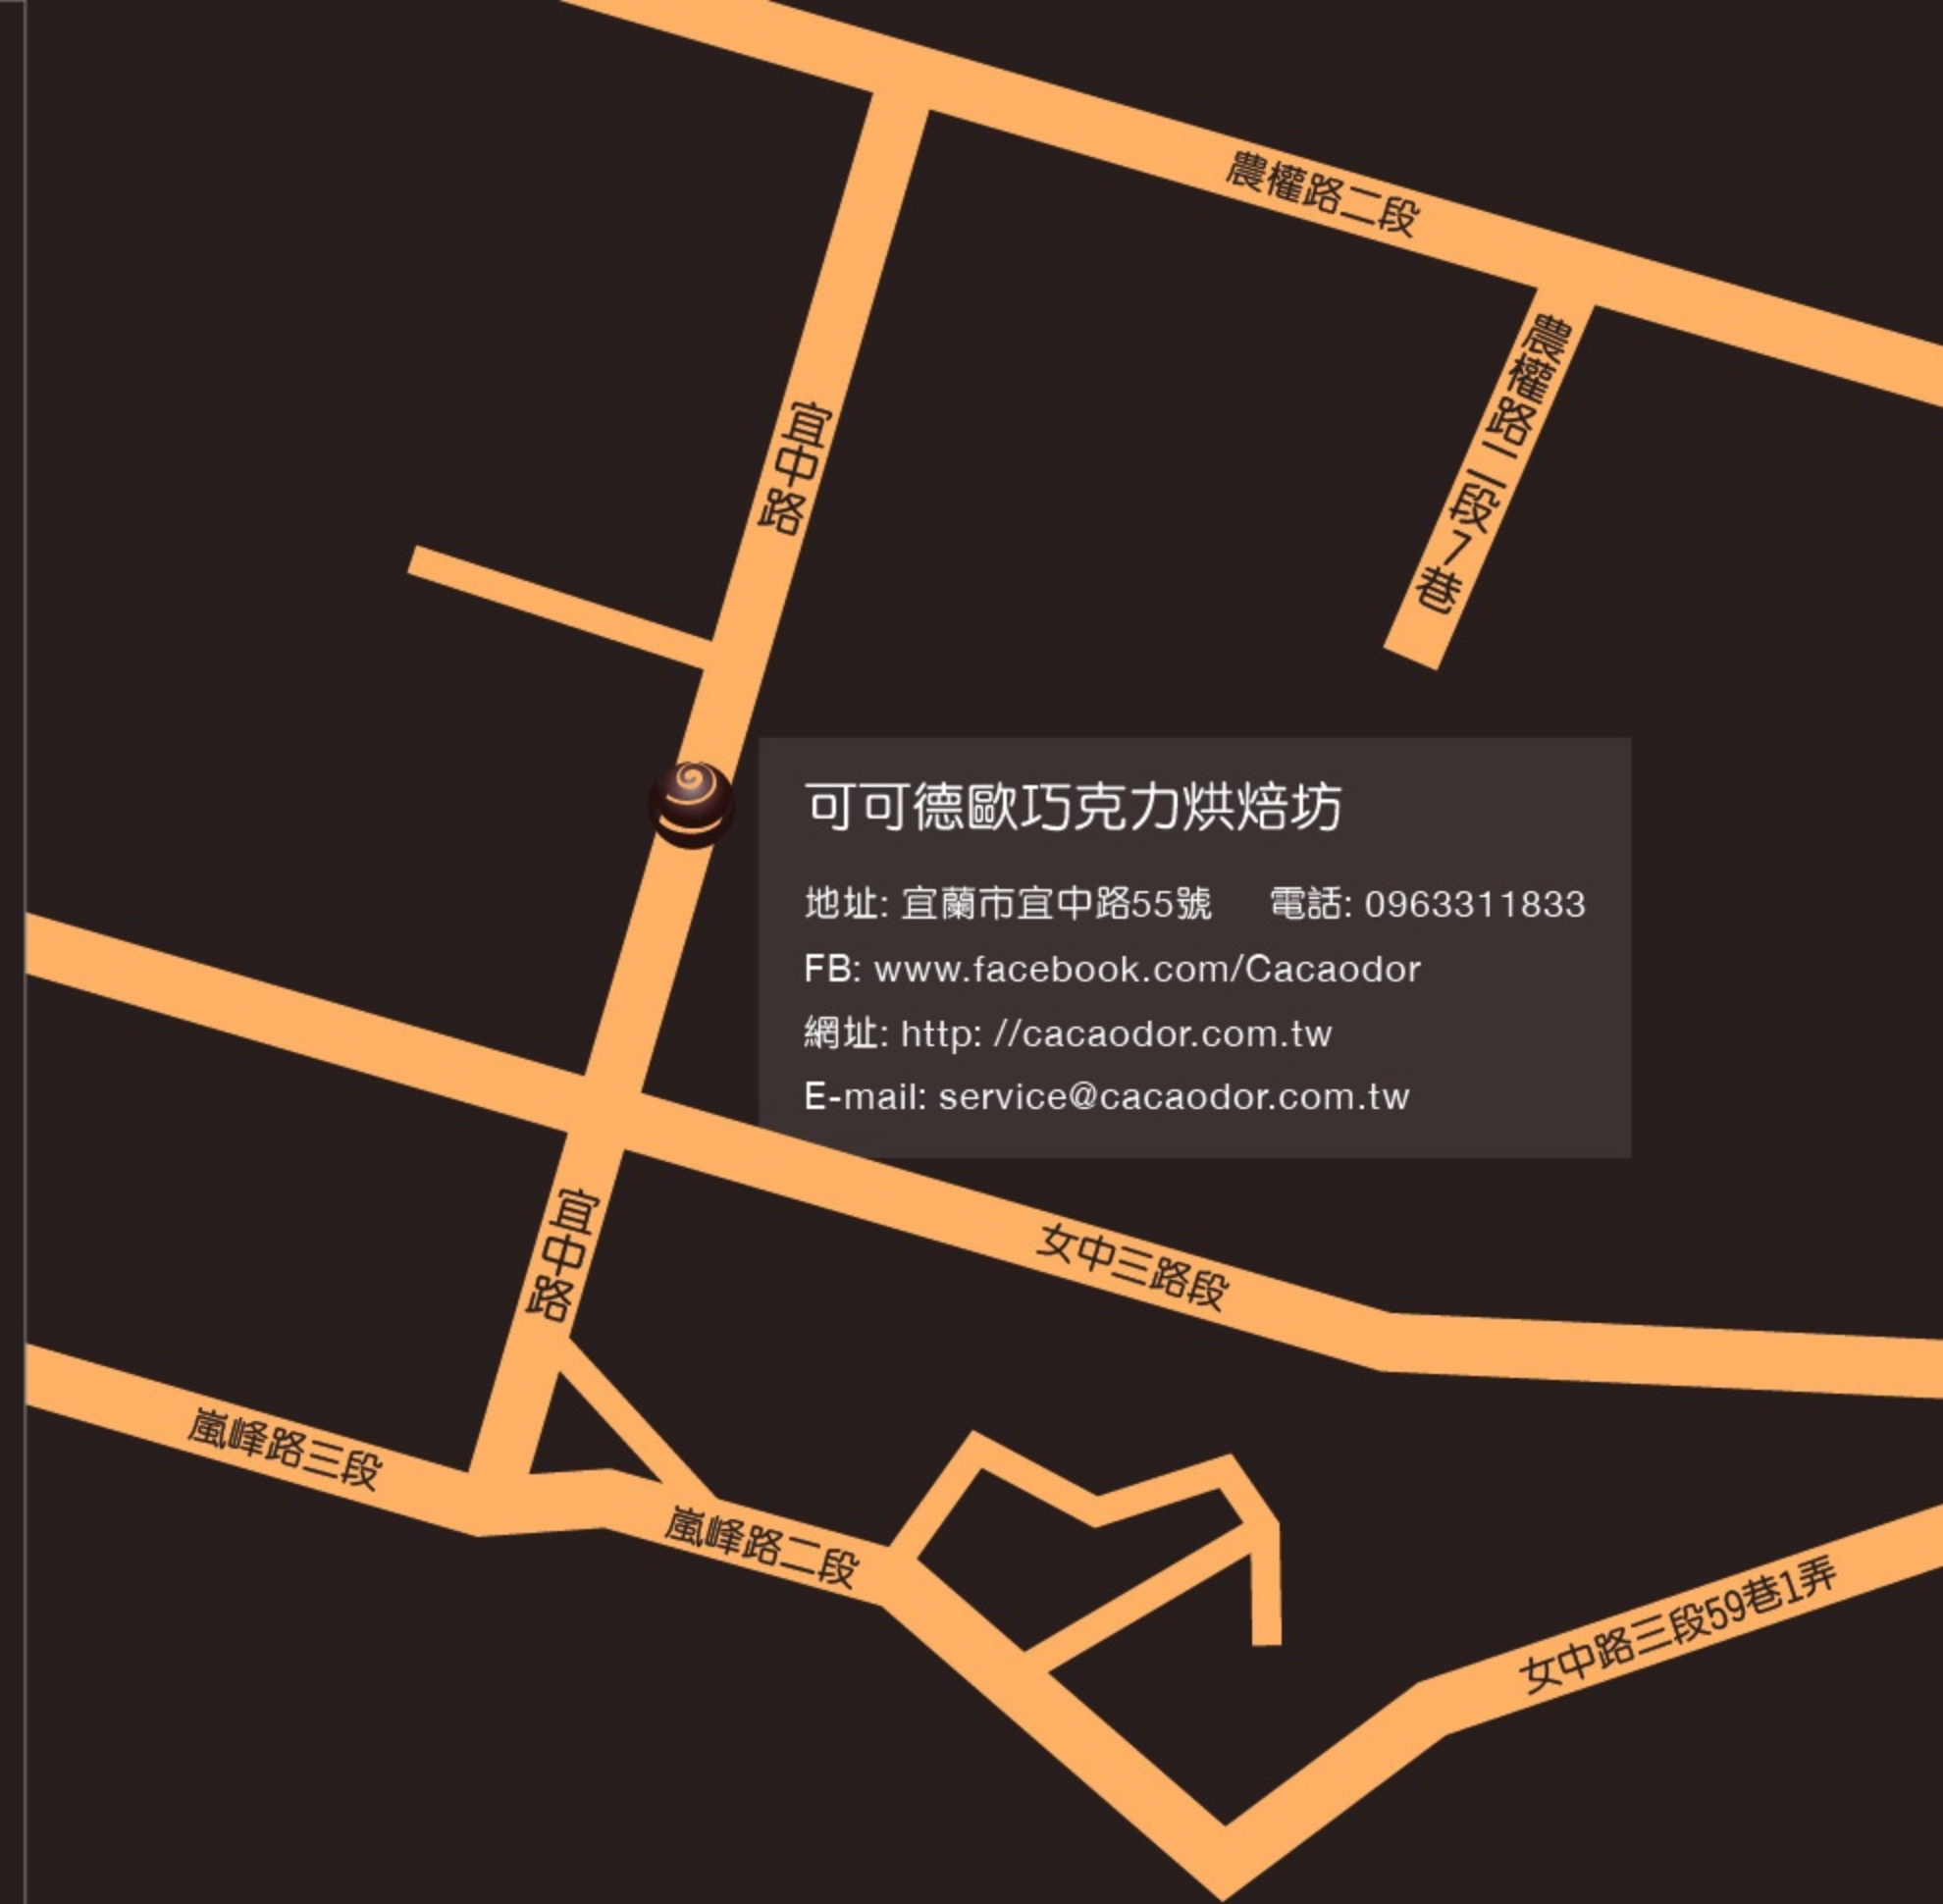 農權路二段
農權路二段7巷
宜中路
可可德歐巧克力烘焙坊
地址: 宜蘭市宜中路55號 電話: 0963311833
FB: www.facebook.com/Cacaodor
網址: http: //cacaodor.com.tw
E-mail: service@cacaodor.com.tw
宜中路
女中三路段
嵐峰路三段
嵐峰路二段
女中路三段59巷1弄